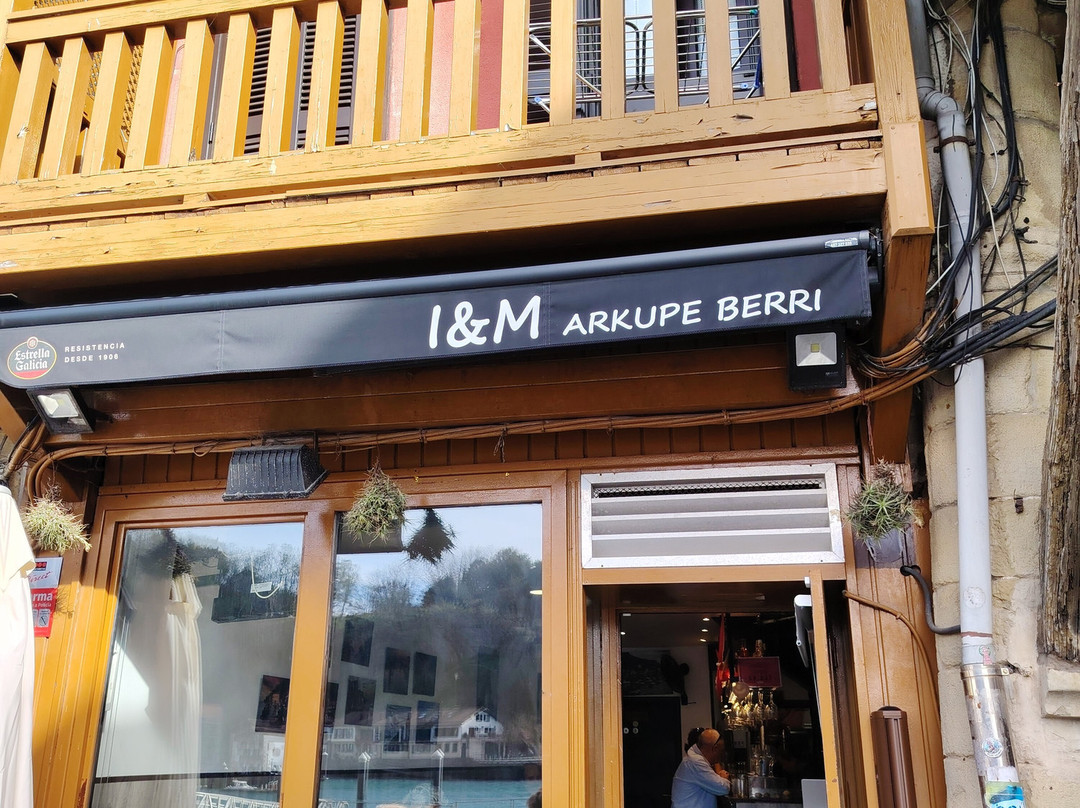 I&M ARKUPE BERRI
Estrella
Galicia
RESISTENCIA
DESDE 1906